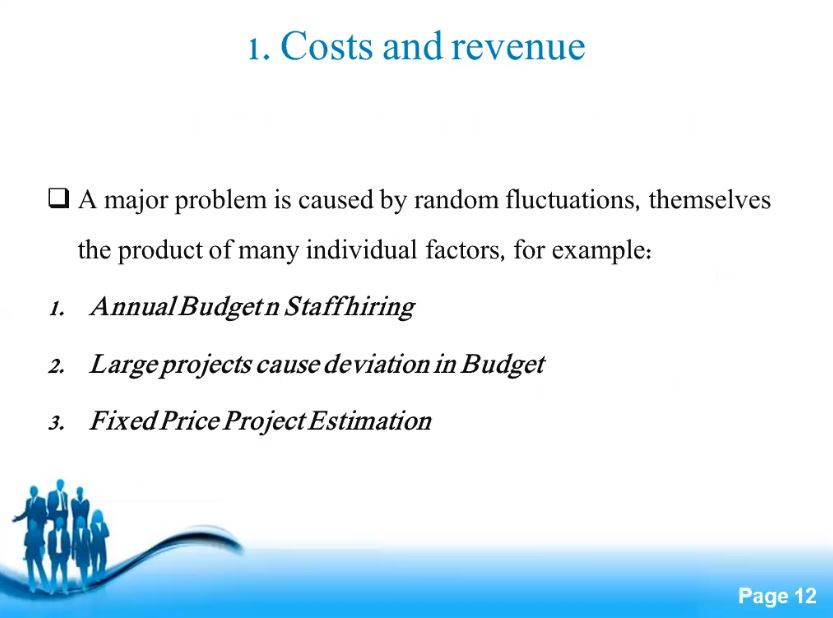 1. Costs and revenue
❑ A major problem is caused by random fluctuations, themselves
the product of many individual factors, for example:
1. Annual Budget n Staff hiring
2. Large projects cause deviation in Budget
3. Fixed Price Project Estimation
Page 12